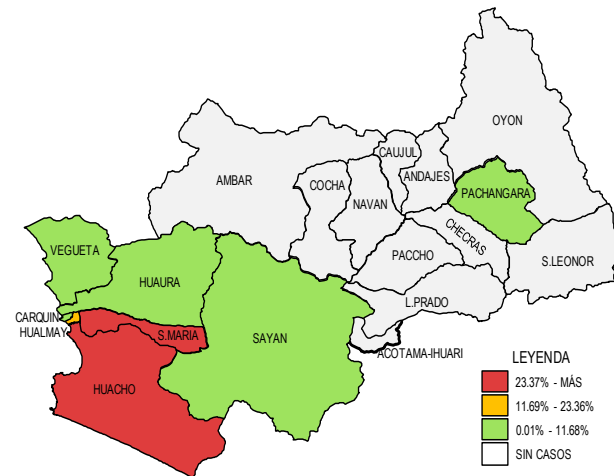 OYON
CAUJUL
ANDAJES
AMBAR
COCHA
NAVAN
PACHANGARA
CHECRAS
VEGUETA
HUAURA
PACCHO
S.LEONOR
L.PRADO
CARQUIN
HUALMAY
S.MARIA
SAYAN
ACOTAMA-IHUARI
HUACHO
LEYENDA
23.37% - MÁS
11.69% - 23.36%
0.01% - 11.68%
SIN CASOS